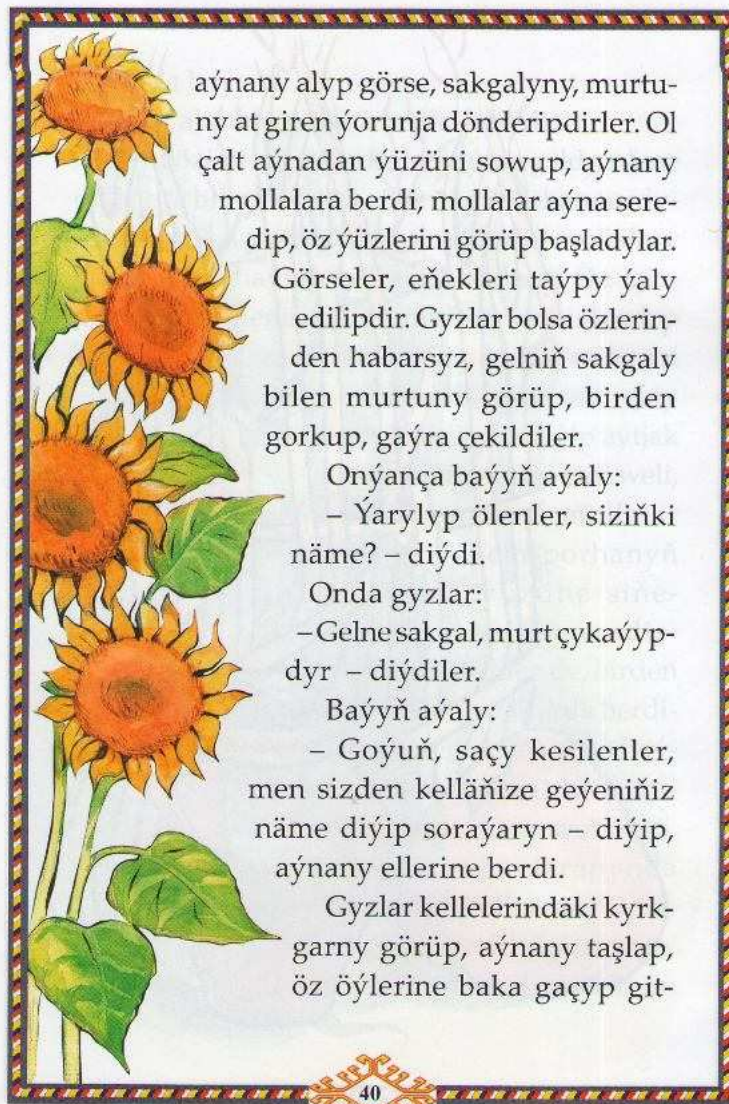 aýnany alyp görse, sakgalyny, murtu-
ny at giren ýorunja dönderipdirler. Ol
çalt aýnadan ýüzüni sowup, aýnany
mollalara berdi, mollalar aýna sere-
dip, öz ýüzlerini görüp başladylar.
Görseler, eňekleri taýpy ýaly
edilipdir. Gyzlar bolsa özlerin-
den habarsyz, gelniň sakgaly
bilen murtuny görüp, birden
gorkup, gaýra çekildiler.
Onýança baýyň aýaly:
– Ýarylyp ölenler, siziňki
näme? – diýdi.
Onda gyzlar:
– Gelne sakgal, murt çykaýyp-
dyr – diýdiler.
Baýyň aýaly:
– Goýuň, saçy kesilenler,
men sizden kelläňize geýeniňiz
näme diýip soraýaryn – diýip,
aýnany ellerine berdi.
Gyzlar kellelerindäki kyrk-
garny görüp, aýnany taşlap,
öz öýlerine baka gaçyp git-
40